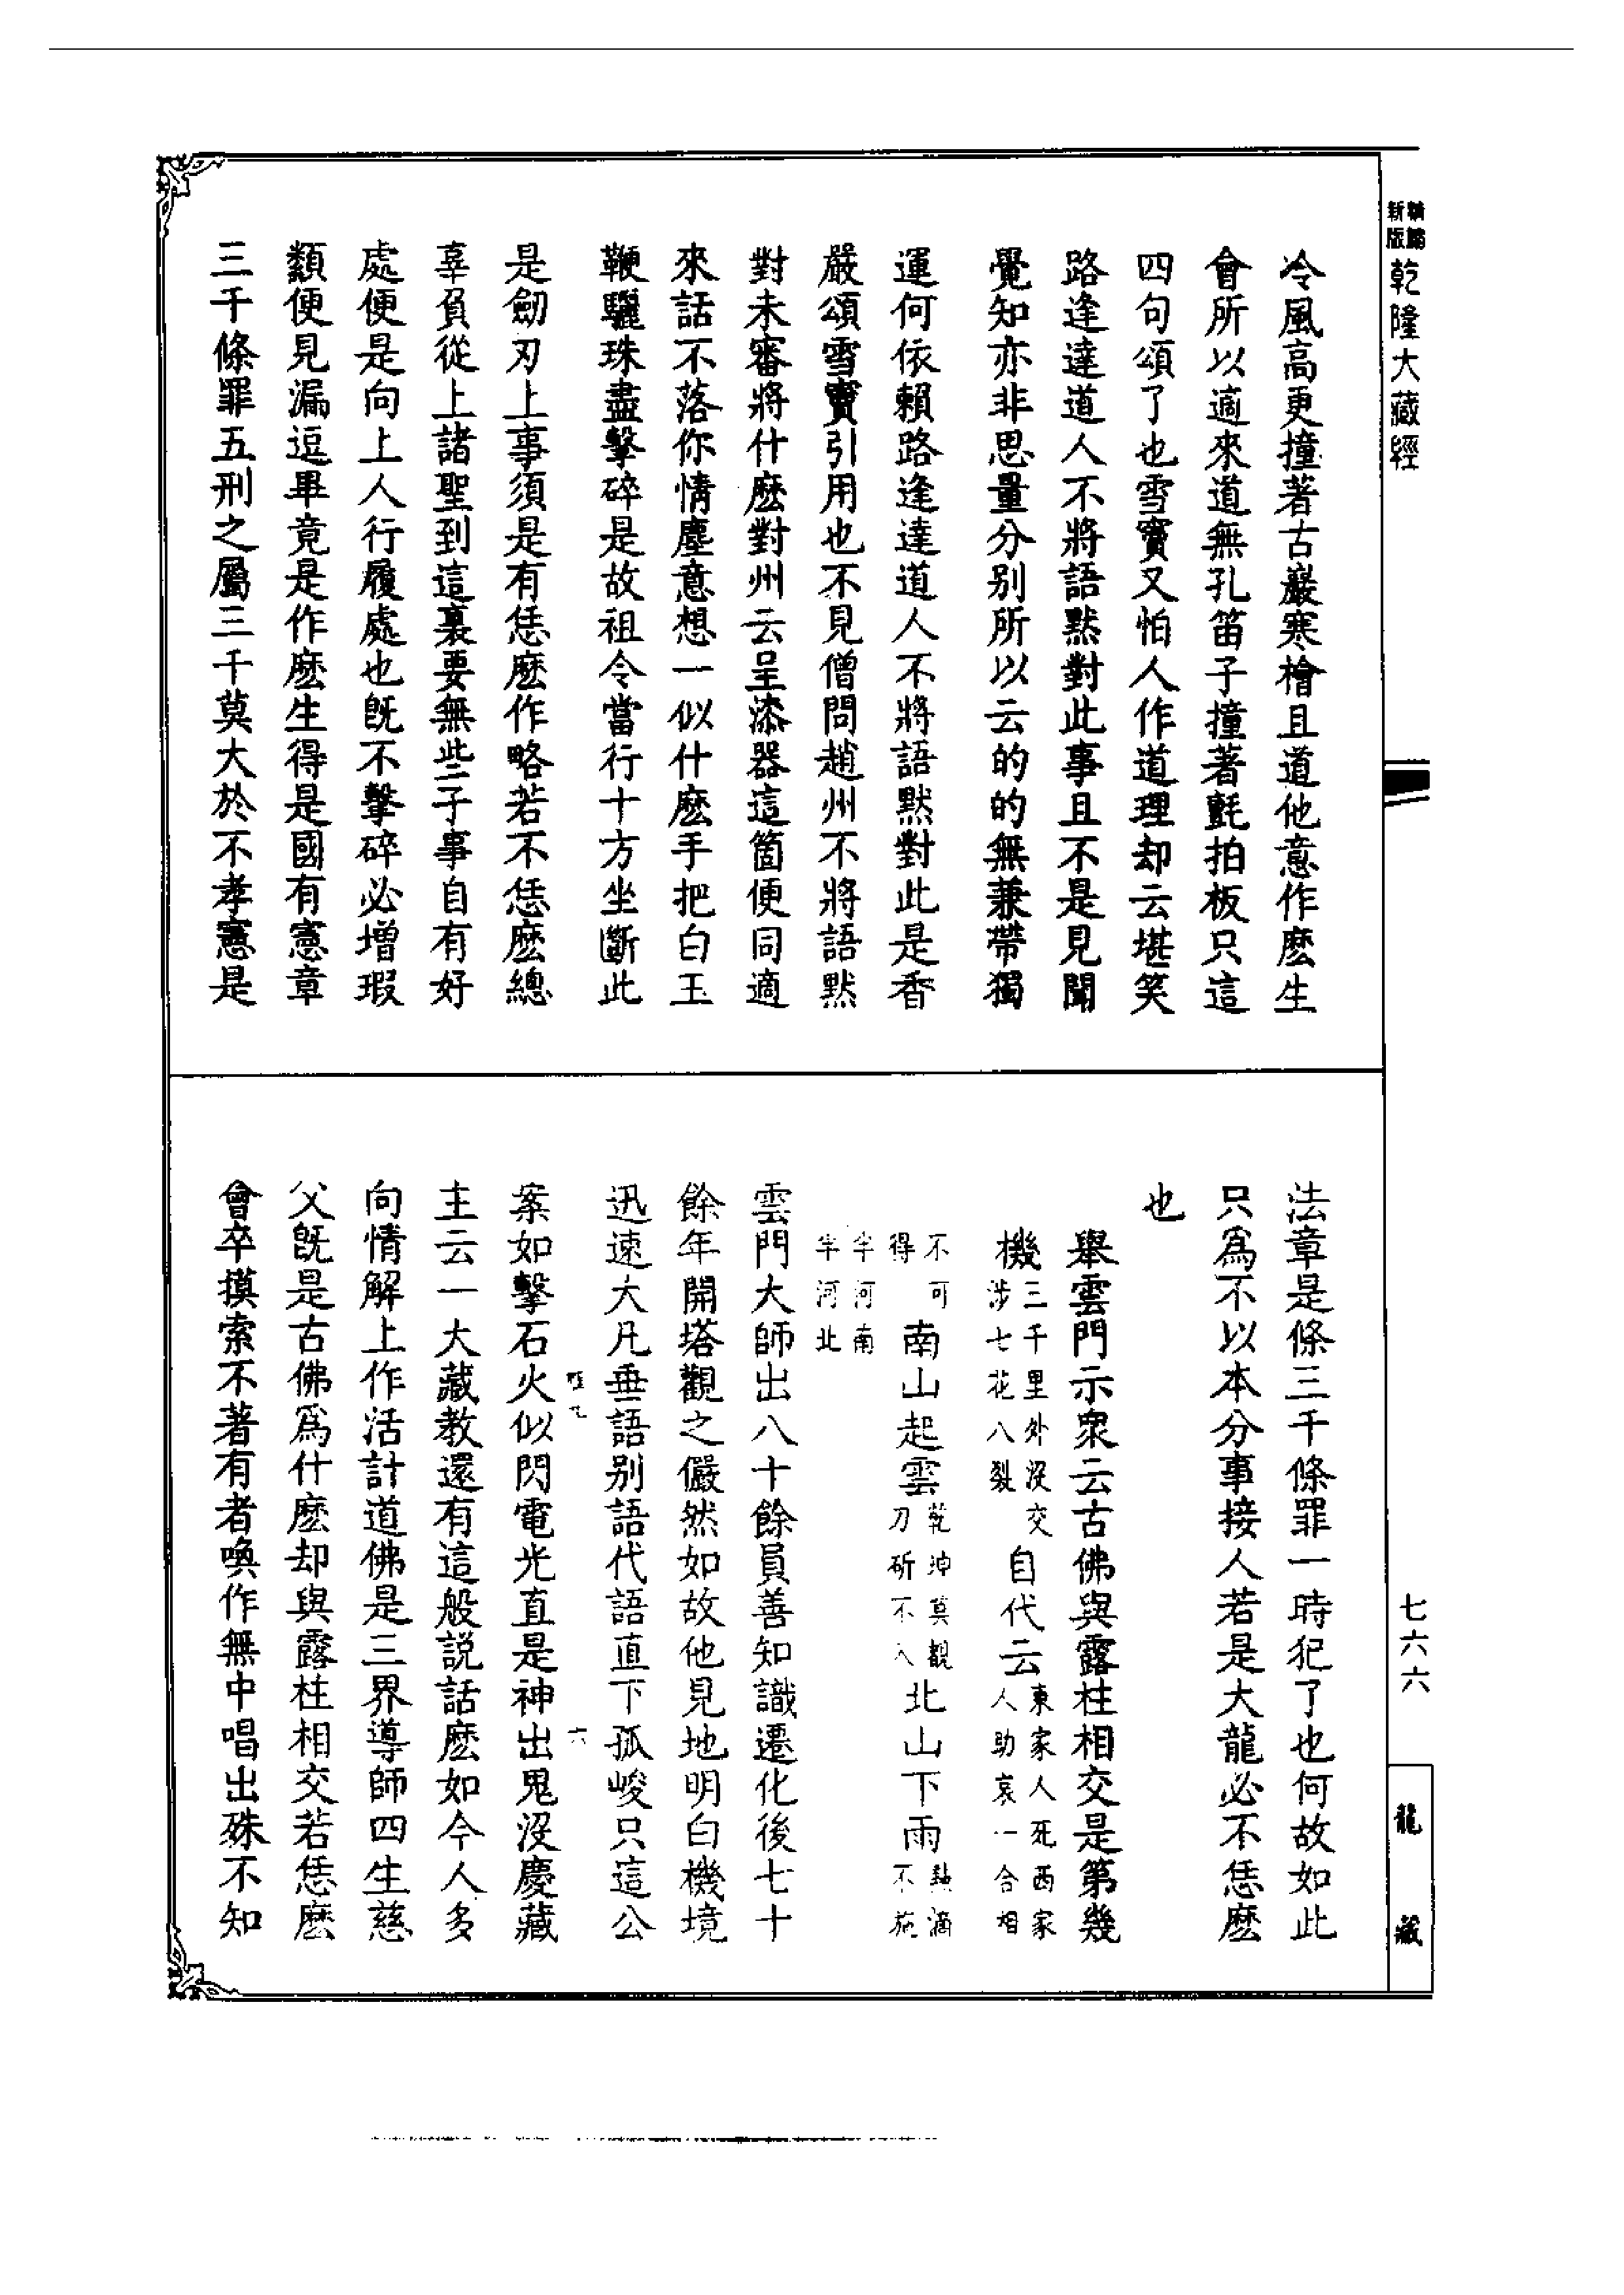 新編
新版
乾隆大藏經
冷風高更撞著古巖寒檜且道他意作麼生
會所以適來道無孔笛子撞著氈拍板只這
四句頌了也雪竇又怕人作道理却云堪笑
路逢達道人不將語默對此事且不是見聞
覺知亦非思量分別所以云的的無兼帶獨
運何依賴路逢達道人不將語默對此是香
嚴頌雪竇引用也不見僧問趙州不將語默
對未審將什麼對州云呈漆器這箇便同適
來話不落你情塵意想一似什麼手把白玉
鞭驪珠盡擊碎是故祖令當行十方坐斷此
是劒刃上事須是有恁麼作略若不恁麼總
辜負從上諸聖到這裏要無些子事自有好
處便是向上人行履處也旣不擊碎必增瑕
纇便見漏逗畢竟是作麼生得是國有憲章
三千條罪五刑之屬三千莫大於不孝憲是
法章是條三千條罪一時犯了也何故如此
只爲不以本分事接人若是大龍必不恁麼
也
舉雲門示眾云古佛與露柱相交是第幾
機三千里外沒交涉七花八裂自代云東家人死西家人助哀一合相
不可得南山起雲乾坤莫覩刀斫不入北山下雨點滴不施
半河南半河北
雲門大師出八十餘員善知識遷化後七十
餘年開塔觀之儼然如故他見地明白機境
迅速大凡垂語別語代語直下孤峻只這公
案如擊石火似閃電光直是神出鬼沒慶藏
主云一大藏教還有這般説話麼如今人多
向情解上作活計道佛是三界導師四生慈
父旣是古佛爲什麼却與露柱相交若恁麼
會卒摸索不著有者喚作無中唱出殊不知
七六六
龍藏